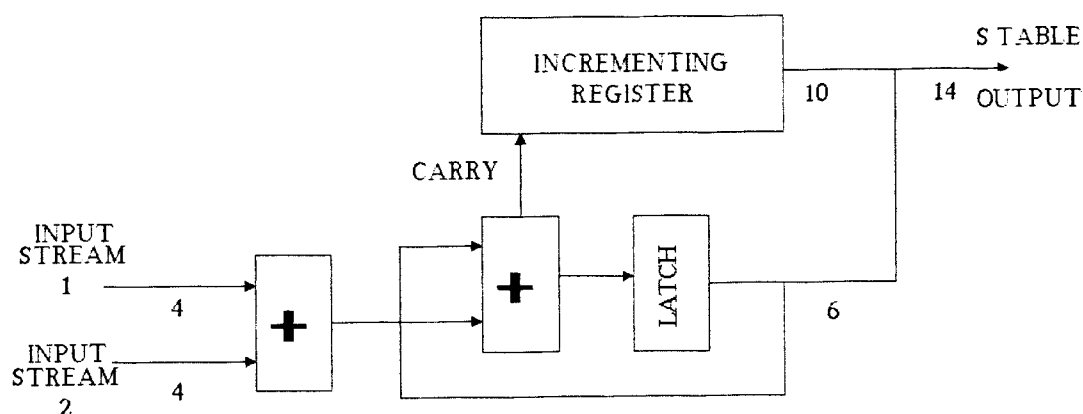 INCREMENTING
REGISTER
10
14
S TABLE
OUTPUT
CARRY
INPUT
STREAM
1
4
+
+
LATCH
6
INPUT
STREAM
2
4